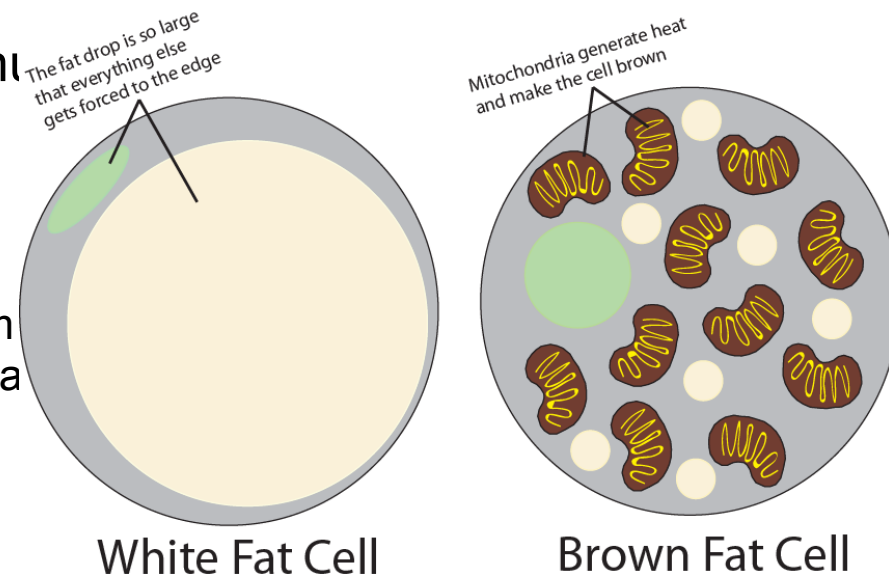 The fat drop is so large
that everything else
gets forced to the edge
Mitochondria generate heat
and make the cell brown
White Fat Cell
Brown Fat Cell